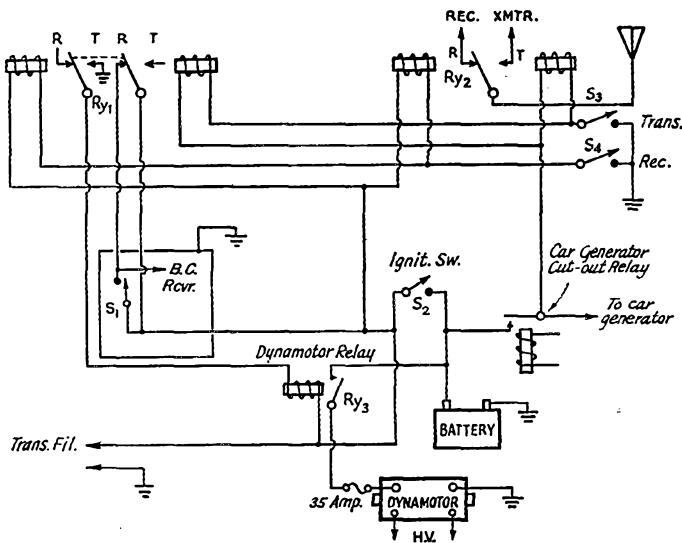 REC. XMTR.
R T R T
R T
Ry1
Ry2
S3
Trans.
S4
Rec.
B.C.
Rcvr.
S1
Ignit. Sw.
S2
Car Generator
Cut-out Relay
To car
generator
Dynamotor Relay
Ry3
BATTERY
Trans. Fil.
35 Amp.
DYNAMOTOR
H.V.